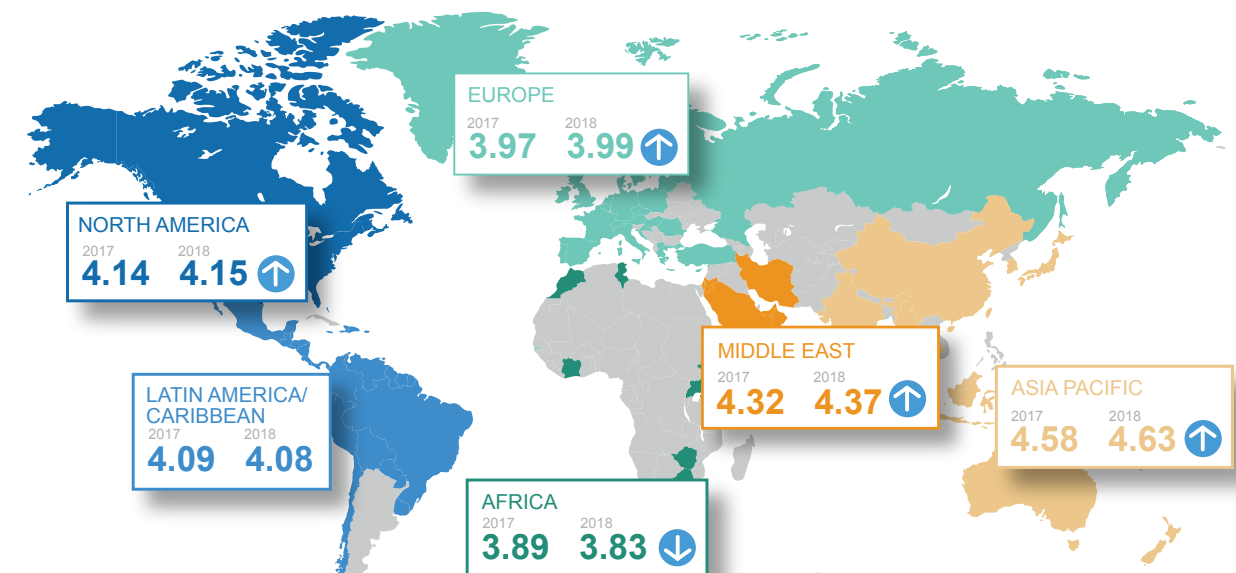 EUROPE
2017 2018
3.97 3.99
NORTH AMERICA
2017 2018
4.14 4.15
MIDDLE EAST
2017 2018
4.32 4.37
ASIA PACIFIC
2017 2018
4.58 4.63
LATIN AMERICA/
CARIBBEAN
2017 2018
4.09 4.08
AFRICA
2017 2018
3.89 3.83